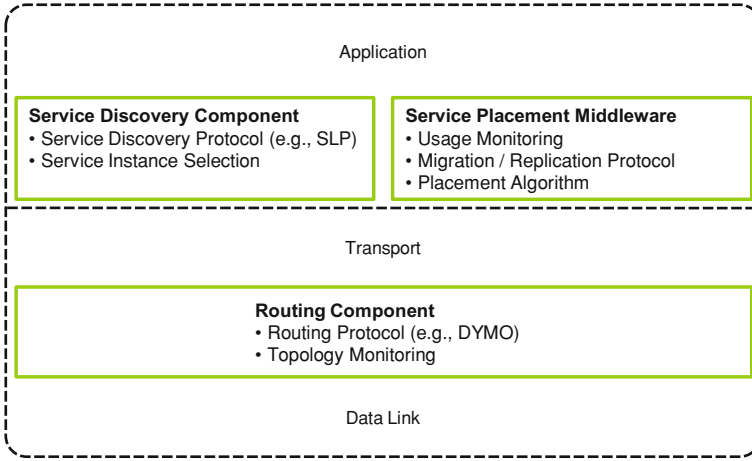 Application
Service Discovery Component
• Service Discovery Protocol (e.g., SLP)
• Service Instance Selection
Service Placement Middleware
• Usage Monitoring
• Migration / Replication Protocol
• Placement Algorithm
Transport
Routing Component
• Routing Protocol (e.g., DYMO)
• Topology Monitoring
Data Link